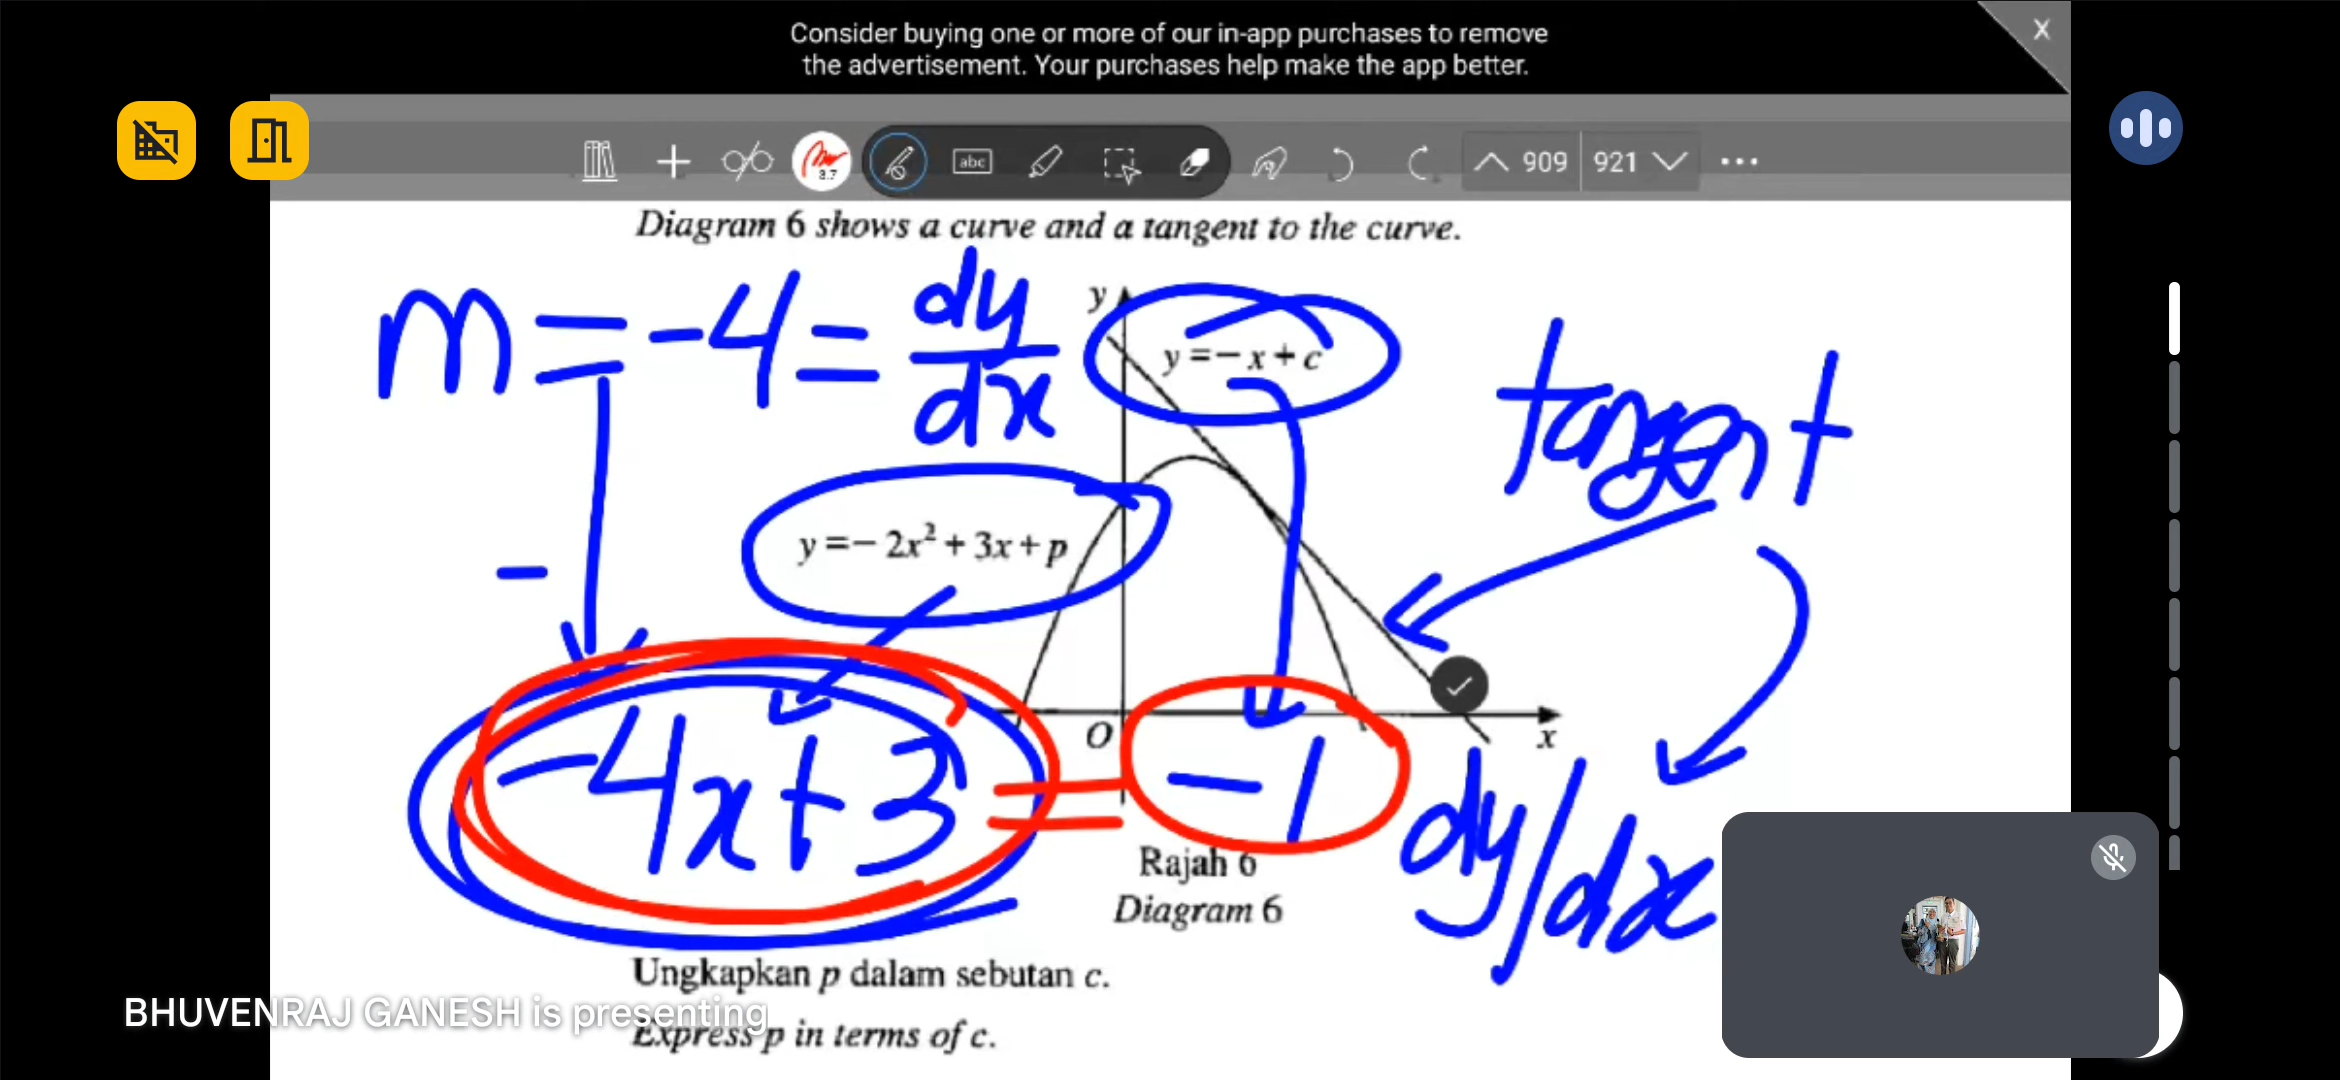 Consider buying one or more of our in-app purchases to remove
the advertisement. Your purchases help make the app better.
X
abc
3.7
909 921
Diagram 6 shows a curve and a tangent to the curve.
m = -4 = dy/dx
y
y = - x + c
tangent
y = - 2x² + 3x + p
-
O
x
-4x+3 = -1
dy/dx
Rajah 6
Diagram 6
Ungkapkan p dalam sebutan c.
BHUVENRAJ GANESH is presenting
Express p in terms of c.